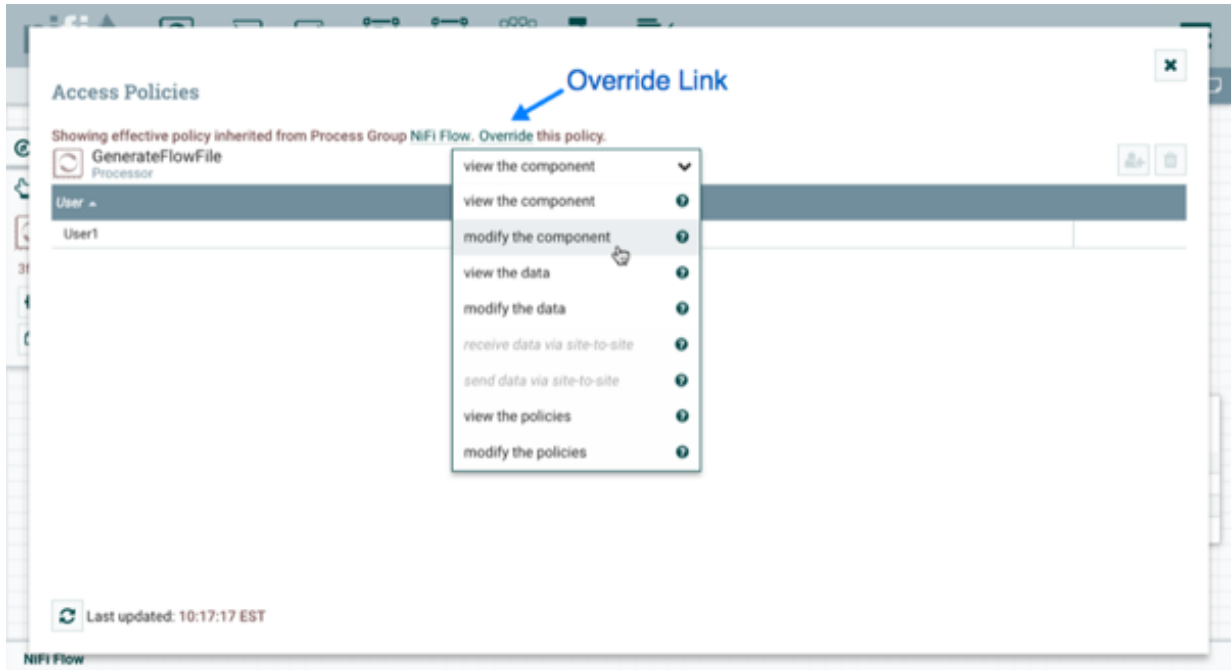 nifi
Override Link
Access Policies
Showing effective policy inherited from Process Group NiFi Flow. Override this policy.
GenerateFlowFile
Processor
view the component
User
view the component
User1
modify the component
view the data
modify the data
receive data via site-to-site
send data via site-to-site
view the policies
modify the policies
Last updated: 10:17:17 EST
NiFi Flow